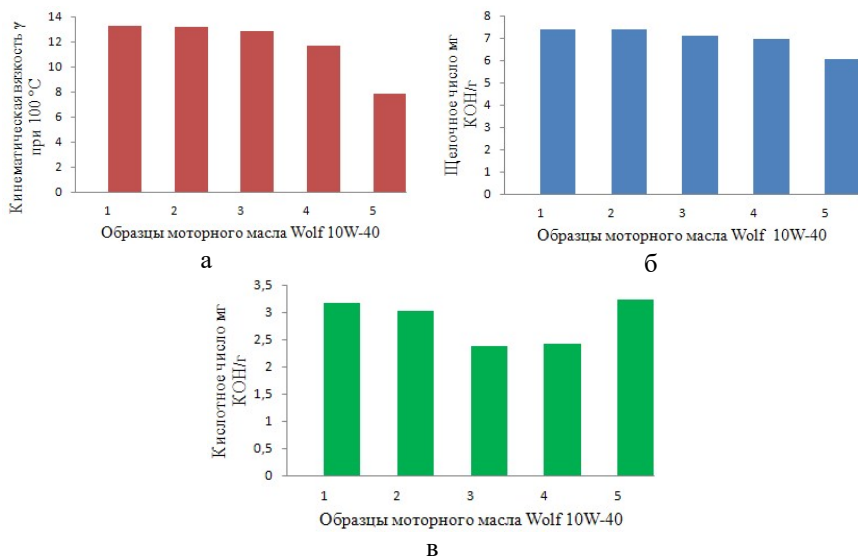 Кинематическая вязкость γ
при 100 °С
14
12
10
8
6
4
2
0
1 2 3 4 5
Образцы моторного масла Wolf 10W-40
а
Щелочное число мг
КОН/г
8
7
6
5
4
3
2
1
0
1 2 3 4 5
Образцы моторного масла Wolf 10W-40
б
Кислотное число мг
КОН/г
3,5
3
2,5
2
1,5
1
0,5
0
1 2 3 4 5
Образцы моторного масла Wolf 10W-40
в